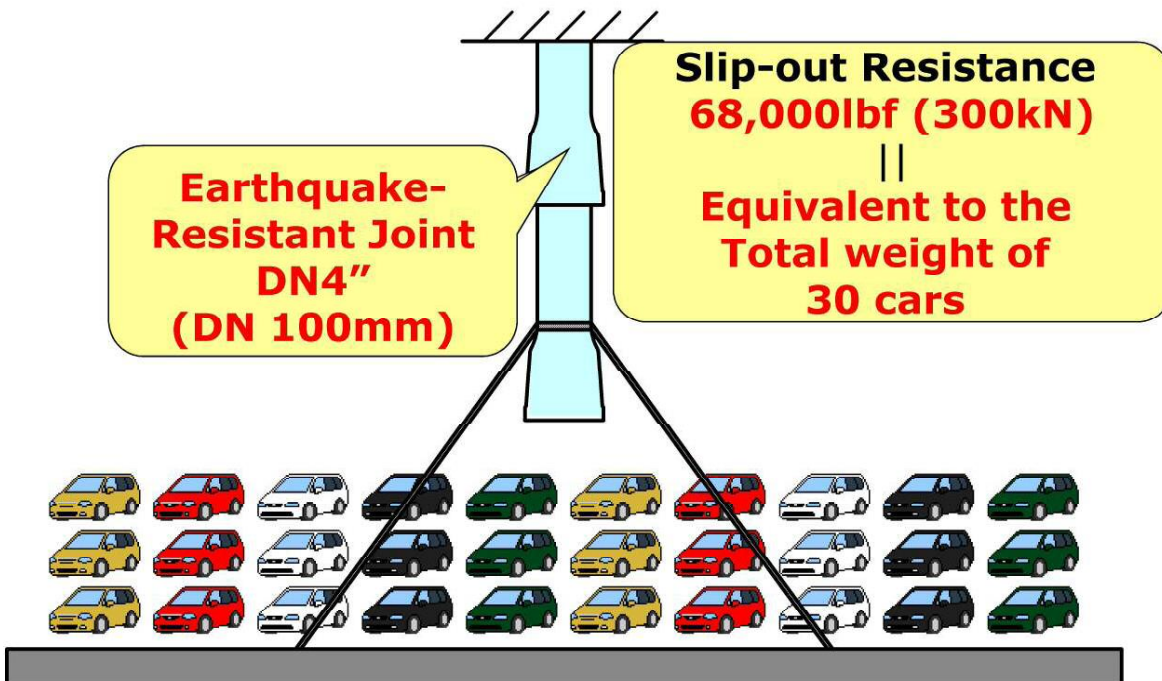 Slip-out Resistance
68,000lbf (300kN)
||
Equivalent to the
Total weight of
30 cars
Earthquake-
Resistant Joint
DN4”
(DN 100mm)